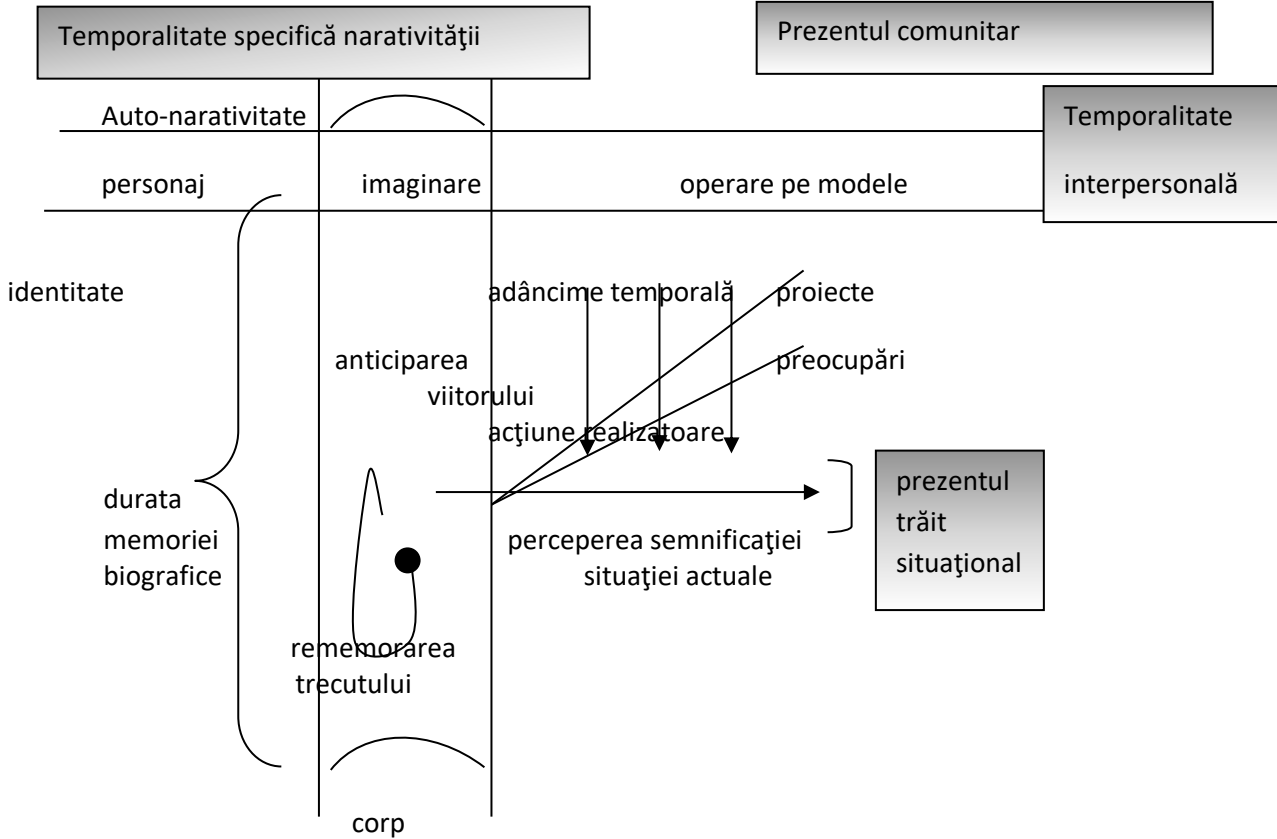 Temporalitate specifică narativităţii
Prezentul comunitar
Auto-narativitate
Temporalitate
personaj
imaginare
operare pe modele
interpersonală
identitate
adâncime temporală
proiecte
anticiparea
viitorului
preocupări
acţiune realizatoare
durata
memoriei
biografice
perceperea semnificaţiei
situaţiei actuale
prezentul
trăit
situaţional
rememorarea
trecutului
corp